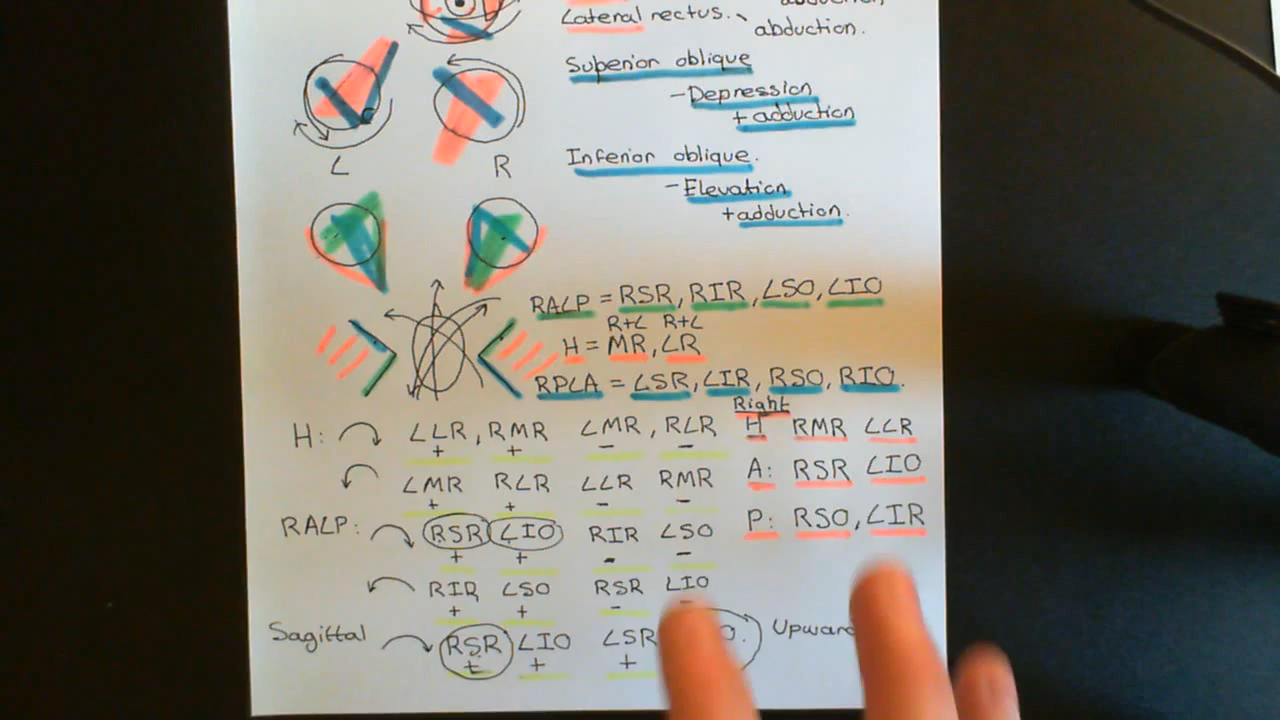 Lateral rectus.
abduction.
Superior oblique
- Depression
+ adduction
L
R
Inferior oblique.
- Elevation
+ adduction.
RALP = RSR, RIR, LSO, LIO
R+L R+L
H = MR, LR
RPLA = LSR, LIR, RSO, RIO.
Right
H: LLR, RMR LMR, RLR H RMR LLR
+ + - -
LMR RLR LLR RMR A: RSR LIO
+ + - -
RALP: RSR LIO RIR LSO P: RSO, LIR
+ + - -
RIR LSO RSR LIO
+ + - -
Sagittal RSR LIO LSR Upward
+ + +